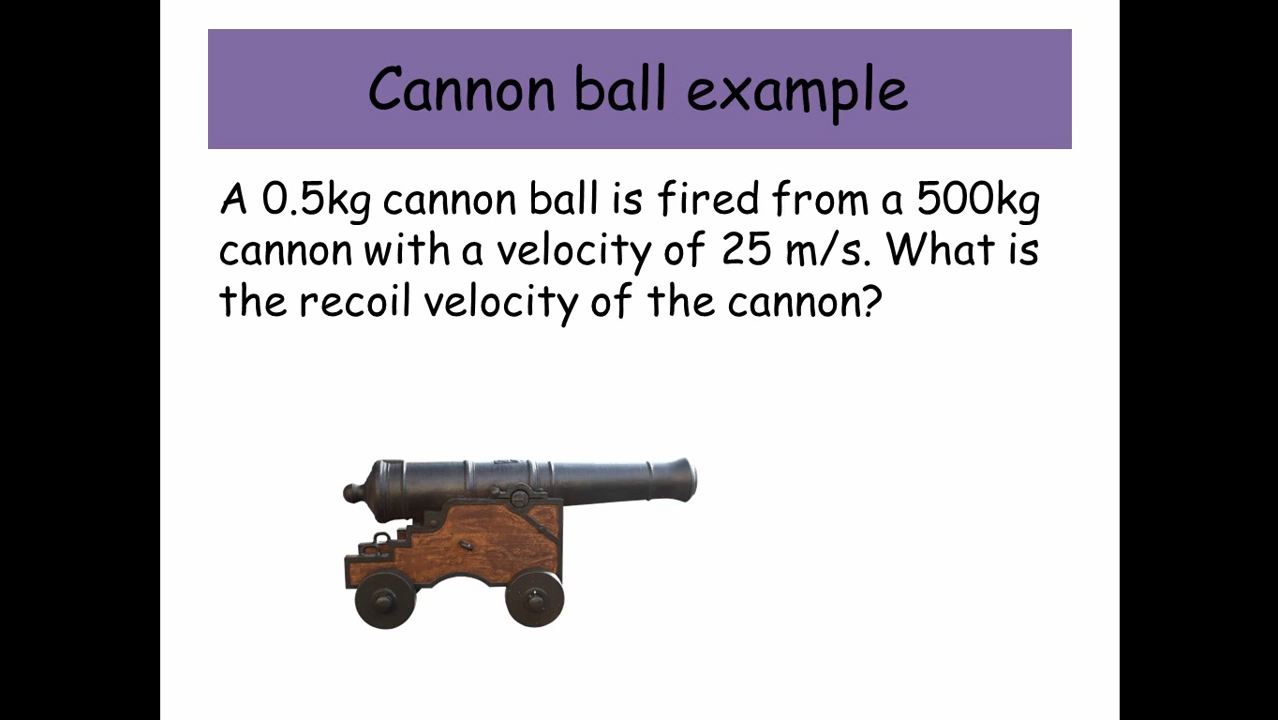 Cannon ball example
A 0.5kg cannon ball is fired from a 500kg
cannon with a velocity of 25 m/s. What is
the recoil velocity of the cannon?